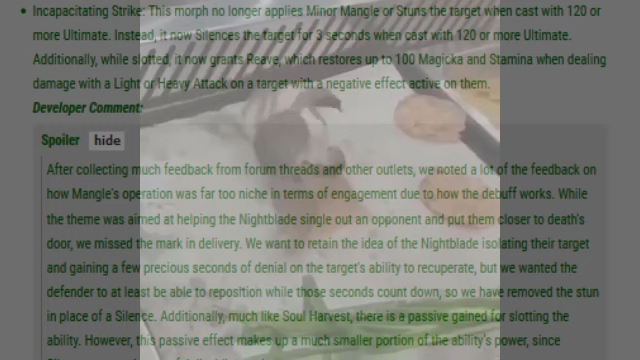 • Incapacitating Strike: This morph no longer applies Minor Mangle or Stuns the target when cast with 120 or
more Ultimate. Instead, it now Silences the target for 3 seconds when cast with 120 or more Ultimate.
Additionally, while slotted, it now grants Reave, which restores up to 100 Magicka and Stamina when dealing
damage with a Light or Heavy Attack on a target with a negative effect active on them.
Developer Comment:
Spoiler hide
After collecting much feedback from forum threads and other outlets, we noted a lot of the feedback on
how Mangle's operation was far too niche in terms of engagement due to how the debuff works. While
the theme was aimed at helping the Nightblade single out an opponent and put them closer to death's
door, we missed the mark in delivery. We want to retain the idea of the Nightblade isolating their target
and gaining a few precious seconds of denial on the target's ability to recuperate, but we wanted the
defender to at least be able to reposition while those seconds count down, so we have removed the stun
in place of a Silence. Additionally, much like Soul Harvest, there is a passive gained for slotting the
ability. However, this passive effect makes up a much smaller portion of the ability's power, since